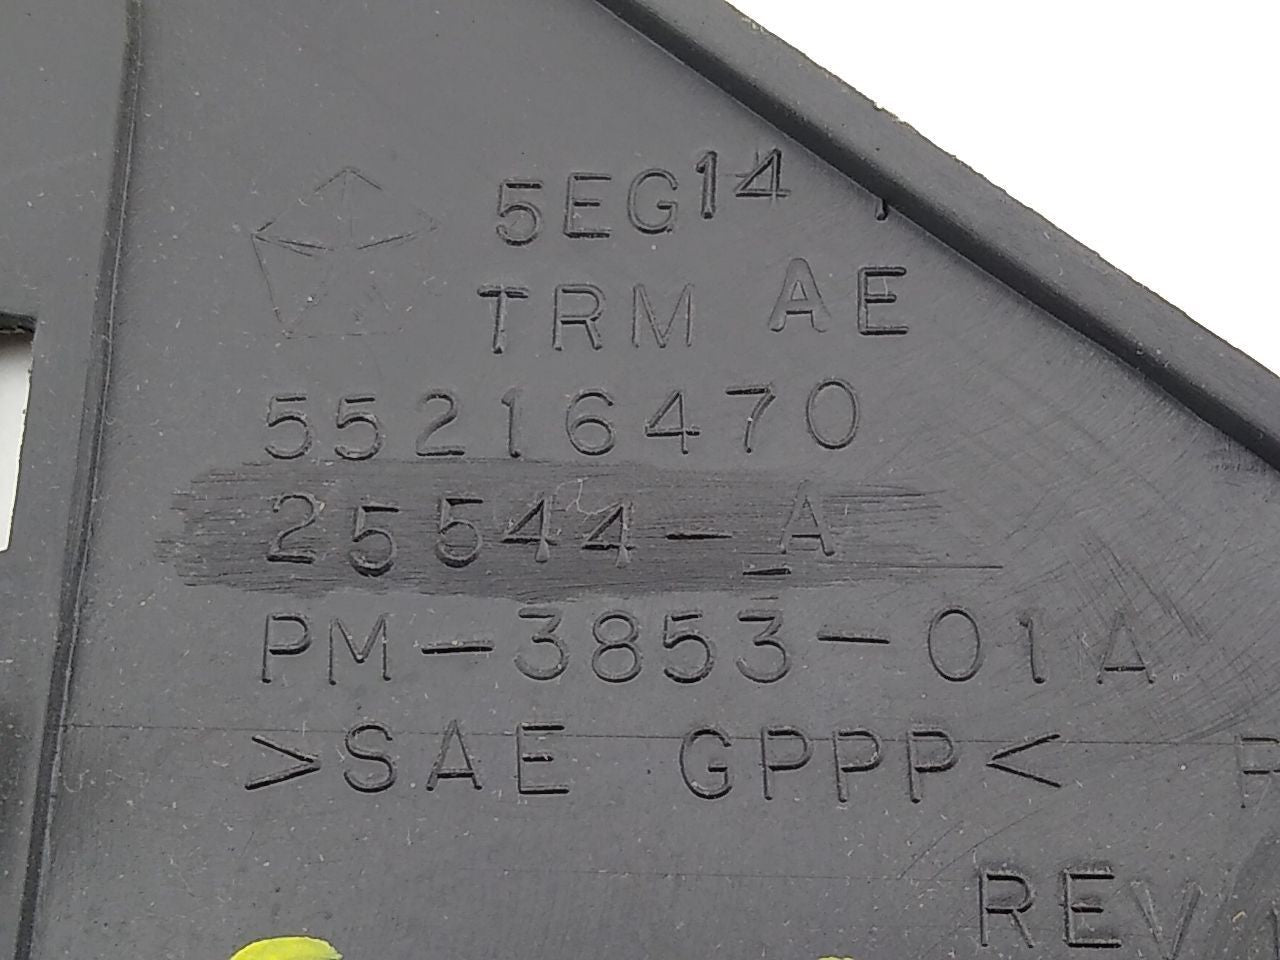 5EG14
TRM AE
55216470
25544-A
PM-3853-01A
>SAE GPPP<
REV